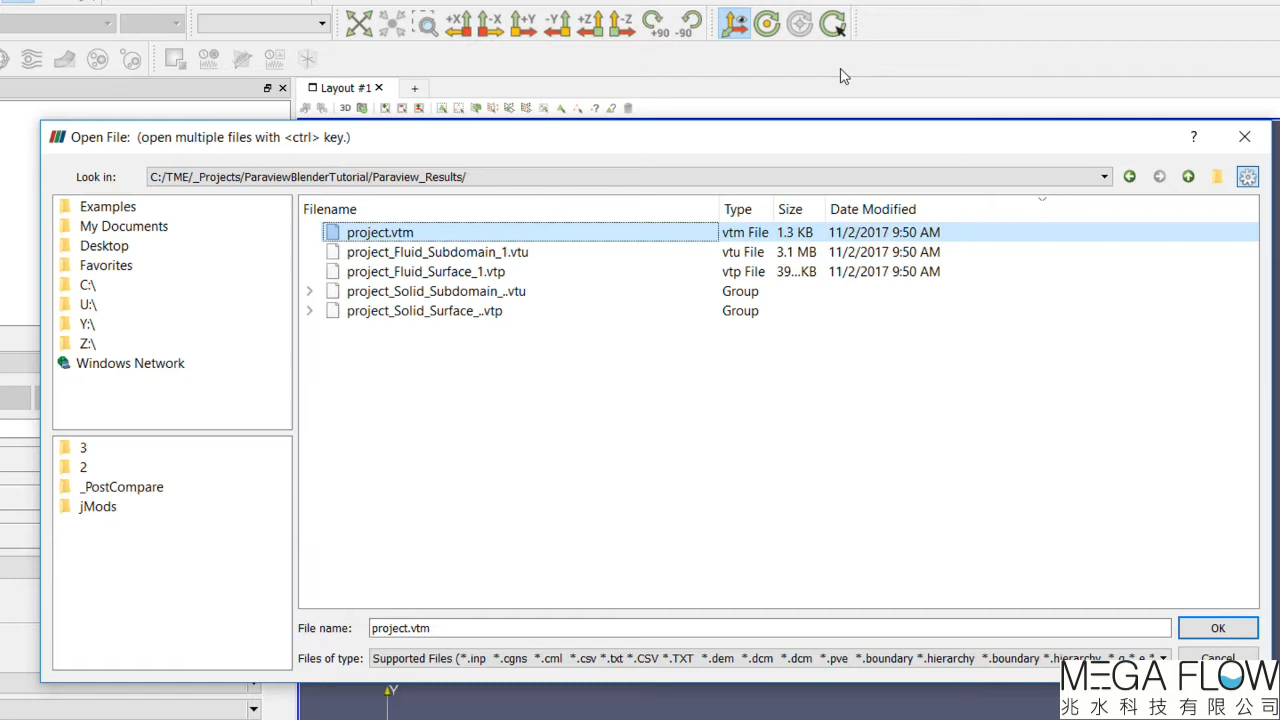 +X -X +Y -Y +Z -Z +90 -90
Layout #1
3D
Open File: (open multiple files with <ctrl> key.)
Look in: C:/TME/_Projects/ParaviewBlenderTutorial/Paraview_Results/
Examples
My Documents
Desktop
Favorites
C:\
U:\
Y:\
Z:\
Windows Network
3
2
_PostCompare
jMods
Filename Type Size Date Modified
project.vtm vtm File 1.3 KB 11/2/2017 9:50 AM
project_Fluid_Subdomain_1.vtu vtu File 3.1 MB 11/2/2017 9:50 AM
project_Fluid_Surface_1.vtp vtp File 39...KB 11/2/2017 9:50 AM
project_Solid_Subdomain_..vtu Group
project_Solid_Surface_..vtp Group
File name: project.vtm OK
Files of type: Supported Files (*.inp *.cgns *.cml *.csv *.txt *.CSV *.TXT *.dem *.dcm *.dcm *.pve *.boundary *.hierarchy *.boundary *.hierarchy *.g *.e * Cancel
Y
MEGA FLOW
兆水科技有限公司